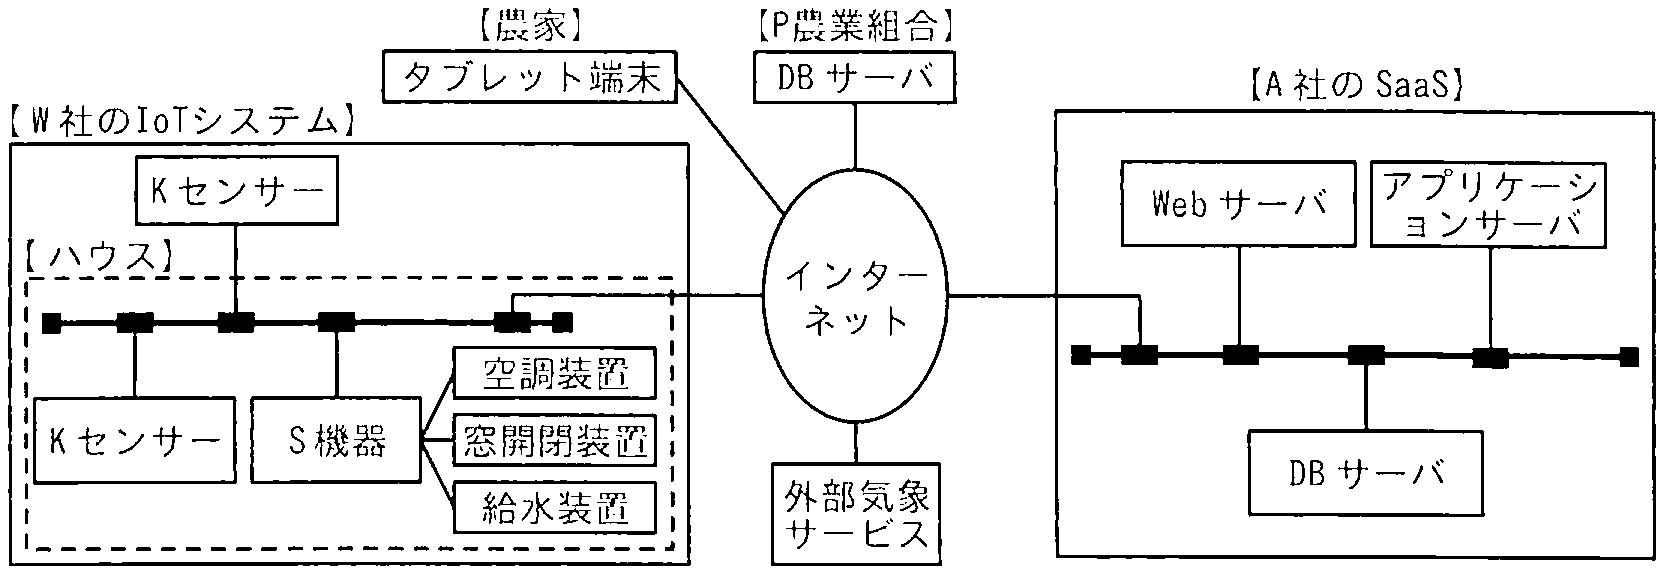 【農家】
タブレット端末
【P農業組合】
DBサーバ
【A社のSaaS】
【W社のIoTシステム】
Kセンサー
【ハウス】
Kセンサー
S機器
空調装置
窓開閉装置
給水装置
インター
ネット
外部気象
サービス
Webサーバ
アプリケーシ
ョンサーバ
DBサーバ